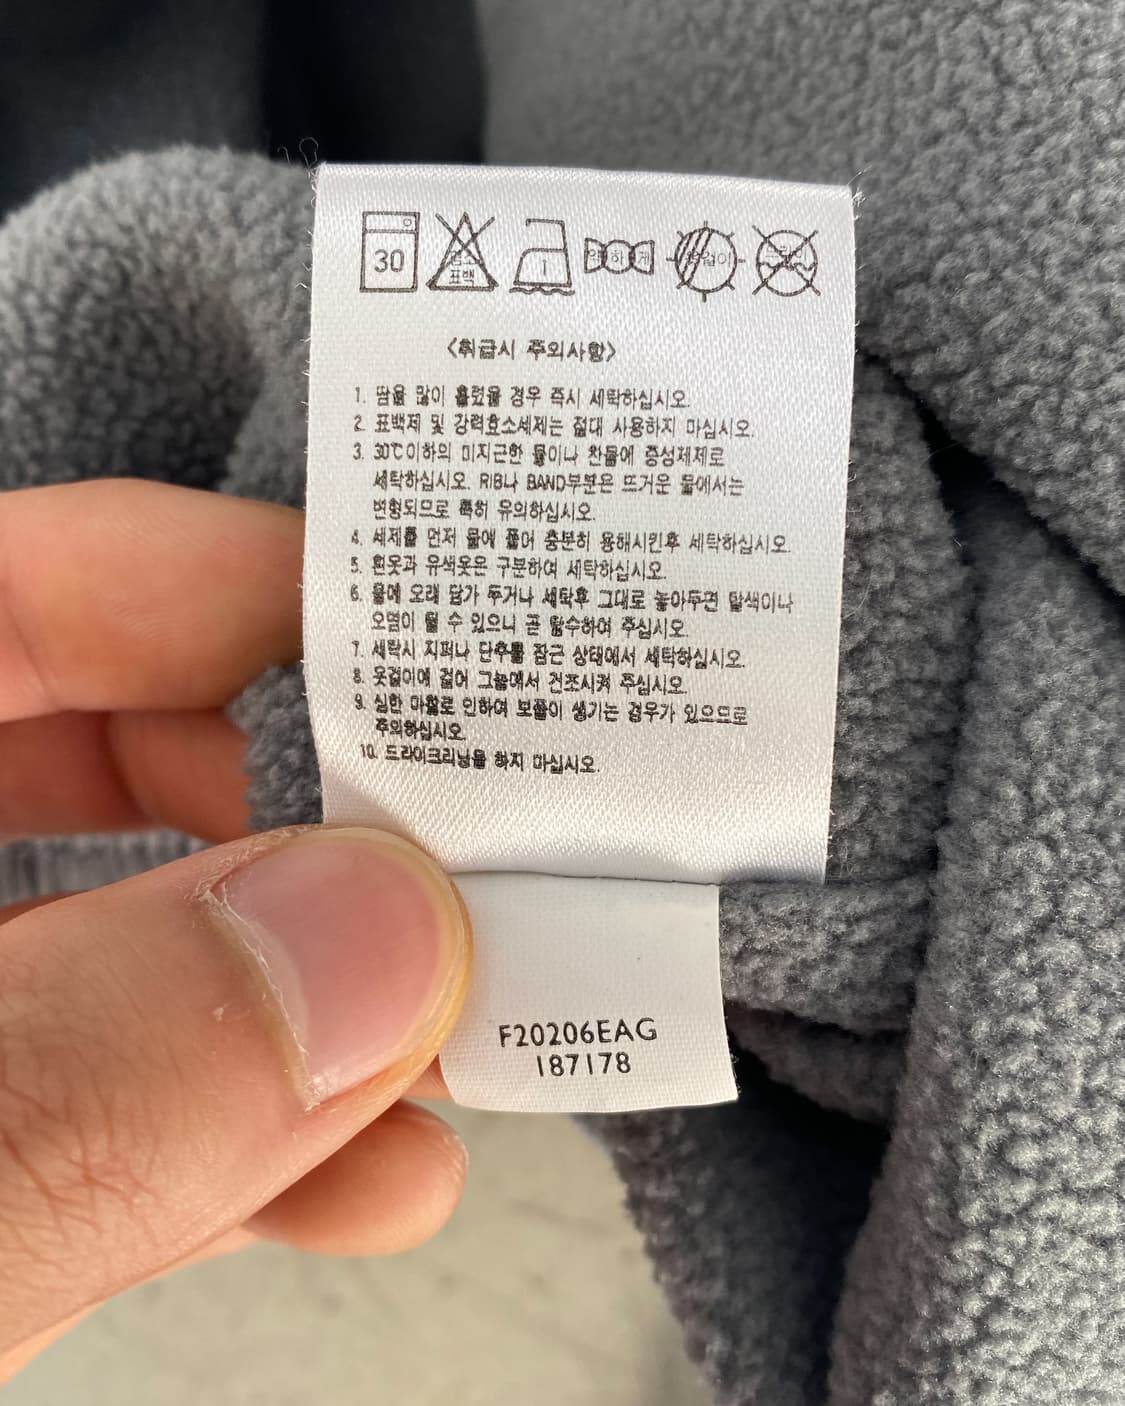 30
표백
1
약하게
옷걸이
드라이
<취급시 주의사항>
1. 땀을 많이 흘렸을 경우 즉시 세탁하십시오.
2. 표백제 및 강력효소세제는 절대 사용하지 마십시오.
3. 30℃이하의 미지근한 물이나 찬물에 중성제제로
세탁하십시오. RIB나 BAND부분은 뜨거운 물에서는
변형되므로 특히 유의하십시오.
4. 세제를 먼저 물에 풀어 충분히 용해시킨후 세탁하십시오.
5. 흰옷과 유색옷은 구분하여 세탁하십시오.
6. 물에 오래 담가 두거나 세탁후 그대로 놓아두면 탈색이나
오염이 될 수 있으니 곧 탈수하여 주십시오.
7. 세탁시 지퍼나 단추를 잠근 상태에서 세탁하십시오.
8. 옷걸이에 걸어 그늘에서 건조시켜 주십시오.
9. 심한 마찰로 인하여 보풀이 생기는 경우가 있으므로
주의하십시오.
10. 드라이크리닝을 하지 마십시오.
F20206EAG
187178